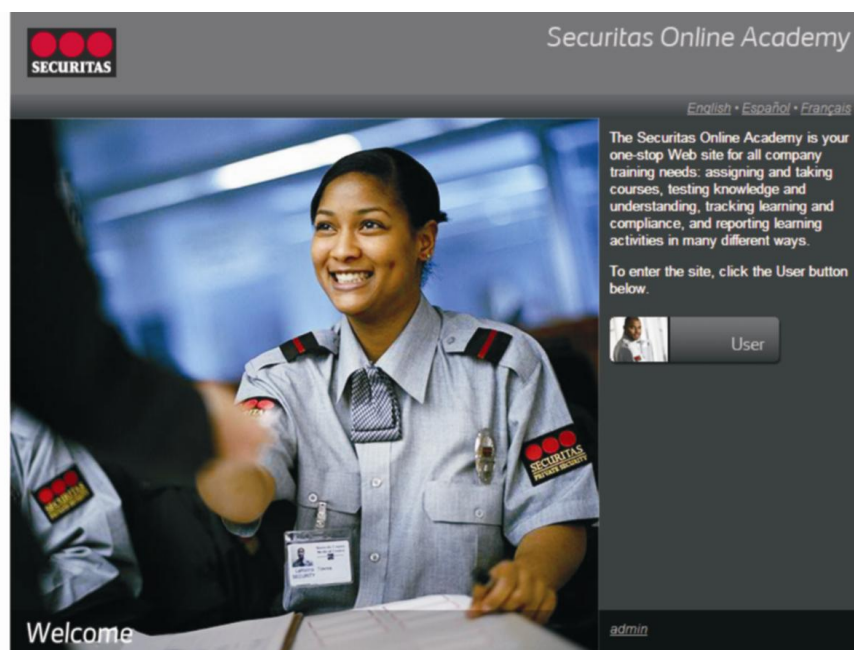 SECURITAS
Securitas Online Academy
English • Español • Français
The Securitas Online Academy is your
one-stop Web site for all company
training needs: assigning and taking
courses, testing knowledge and
understanding, tracking learning and
compliance, and reporting learning
activities in many different ways.
To enter the site, click the User button
below.
User
SECURITAS
PRIVATE SECURITY
SECURITY
Welcome
admin